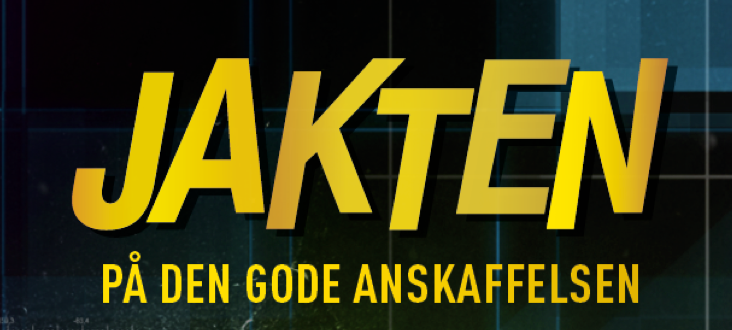 JAKTEN
PÅ DEN GODE ANSKAFFELSEN